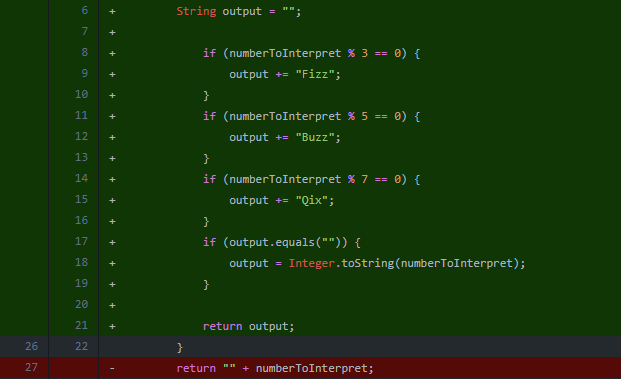 6 + String output = "";
7 +
8 + if (numberToInterpret % 3 == 0) {
9 + output += "Fizz";
10 + }
11 + if (numberToInterpret % 5 == 0) {
12 + output += "Buzz";
13 + }
14 + if (numberToInterpret % 7 == 0) {
15 + output += "Qix";
16 + }
17 + if (output.equals("")) {
18 + output = Integer.toString(numberToInterpret);
19 + }
20 +
21 + return output;
26 22 }
27 - return "" + numberToInterpret;